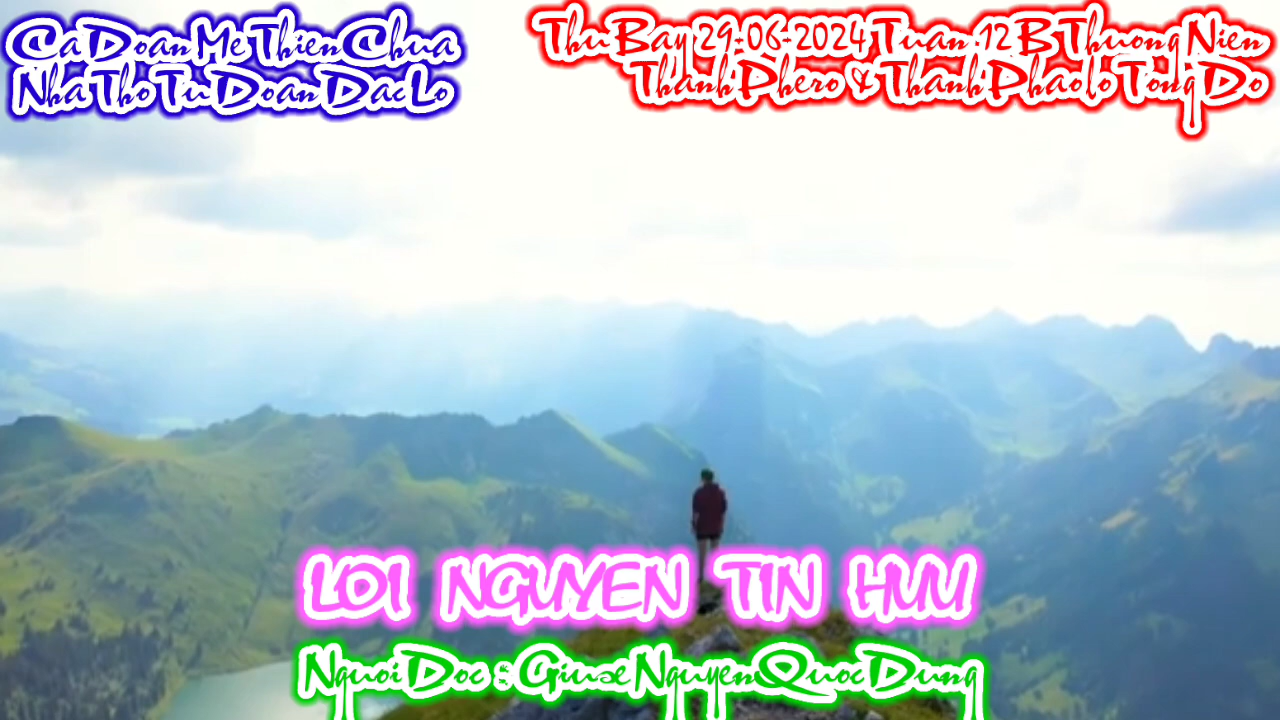 Ca Doan Me Thien Chua
Nha Tho Tu Doan Dac Lo
Thu Bay 29-06-2024 Tuan 12 B Thuong Nien
Thanh Phero & Thanh Phaolo Tong Do
LOI NGUYEN TIN HUU
Nguoi Doc : Giuse Nguyen Quoc Dung